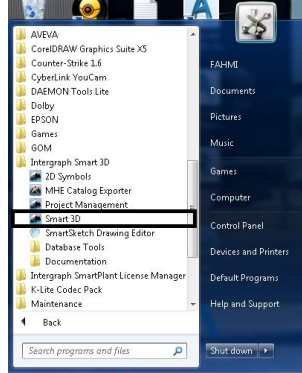 AVEVA
CorelDRAW Graphics Suite X5
Counter-Strike 1.6
CyberLink YouCam
DAEMON Tools Lite
Dolby
EPSON
Games
GOM
Intergraph Smart 3D
2D Symbols
MHE Catalog Exporter
Project Management
Smart 3D
SmartSketch Drawing Editor
Database Tools
Documentation
Intergraph SmartPlant License Manager
K-Lite Codec Pack
Maintenance
Back
Search programs and files
FAHMI
Documents
Pictures
Music
Games
Computer
Control Panel
Devices and Printers
Default Programs
Help and Support
Shut down